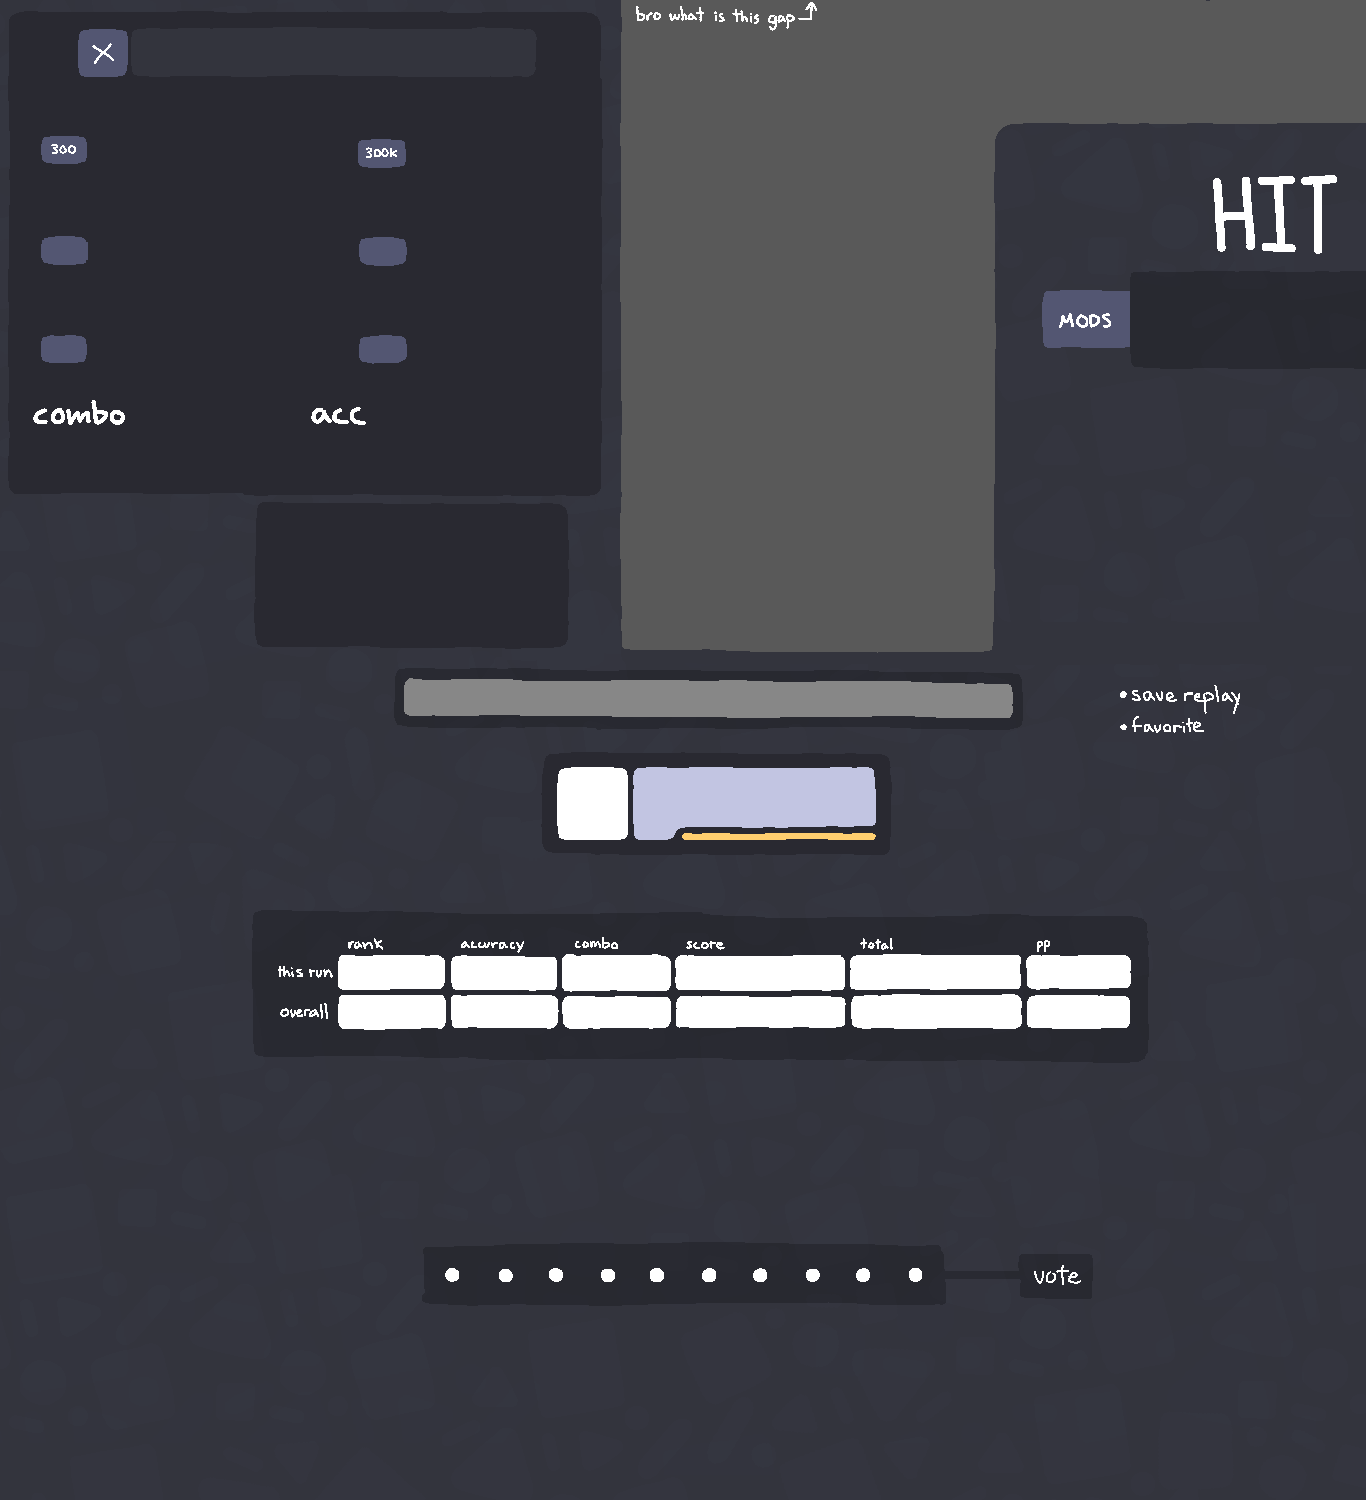 bro what is this gap
X
300
300k
HIT
MODS
combo
acc
• save replay
• favorite
rank accuracy combo score total pp
this run
overall
vote